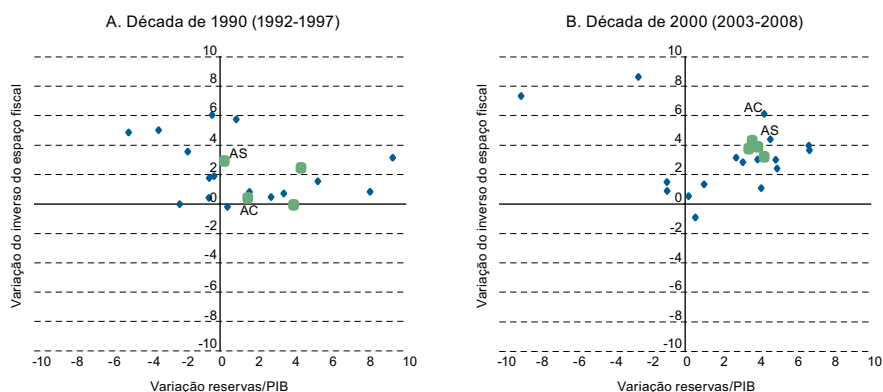 A. Década de 1990 (1992-1997)
Variação do inverso do espaço fiscal
10
8
6
4
2
0
-2
-4
-6
-8
-10
AS
AC
-10 -6 -4 -2 0 2 4 6 8 10
Variação reservas/PIB
B. Década de 2000 (2003-2008)
Variação do inverso do espaço fiscal
10
8
6
4
2
0
-2
-4
-6
-8
-10
AC
AS
-10 -8 -6 -4 -2 0 2 4 6 8 10
Variação reservas/PIB